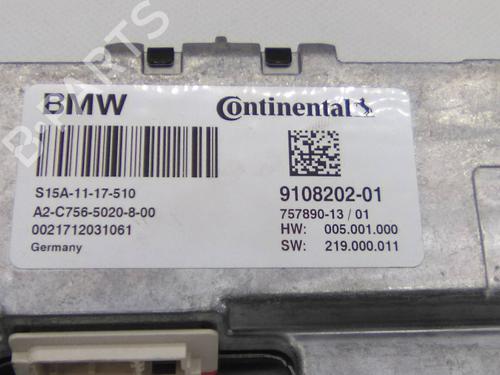 BMW
Continental
S15A-11-17-510
A2-C756-5020-8-00
0021712031061
Germany
9108202-01
757890-13 / 01
HW: 005.001.000
SW: 219.000.011
B-PARTS